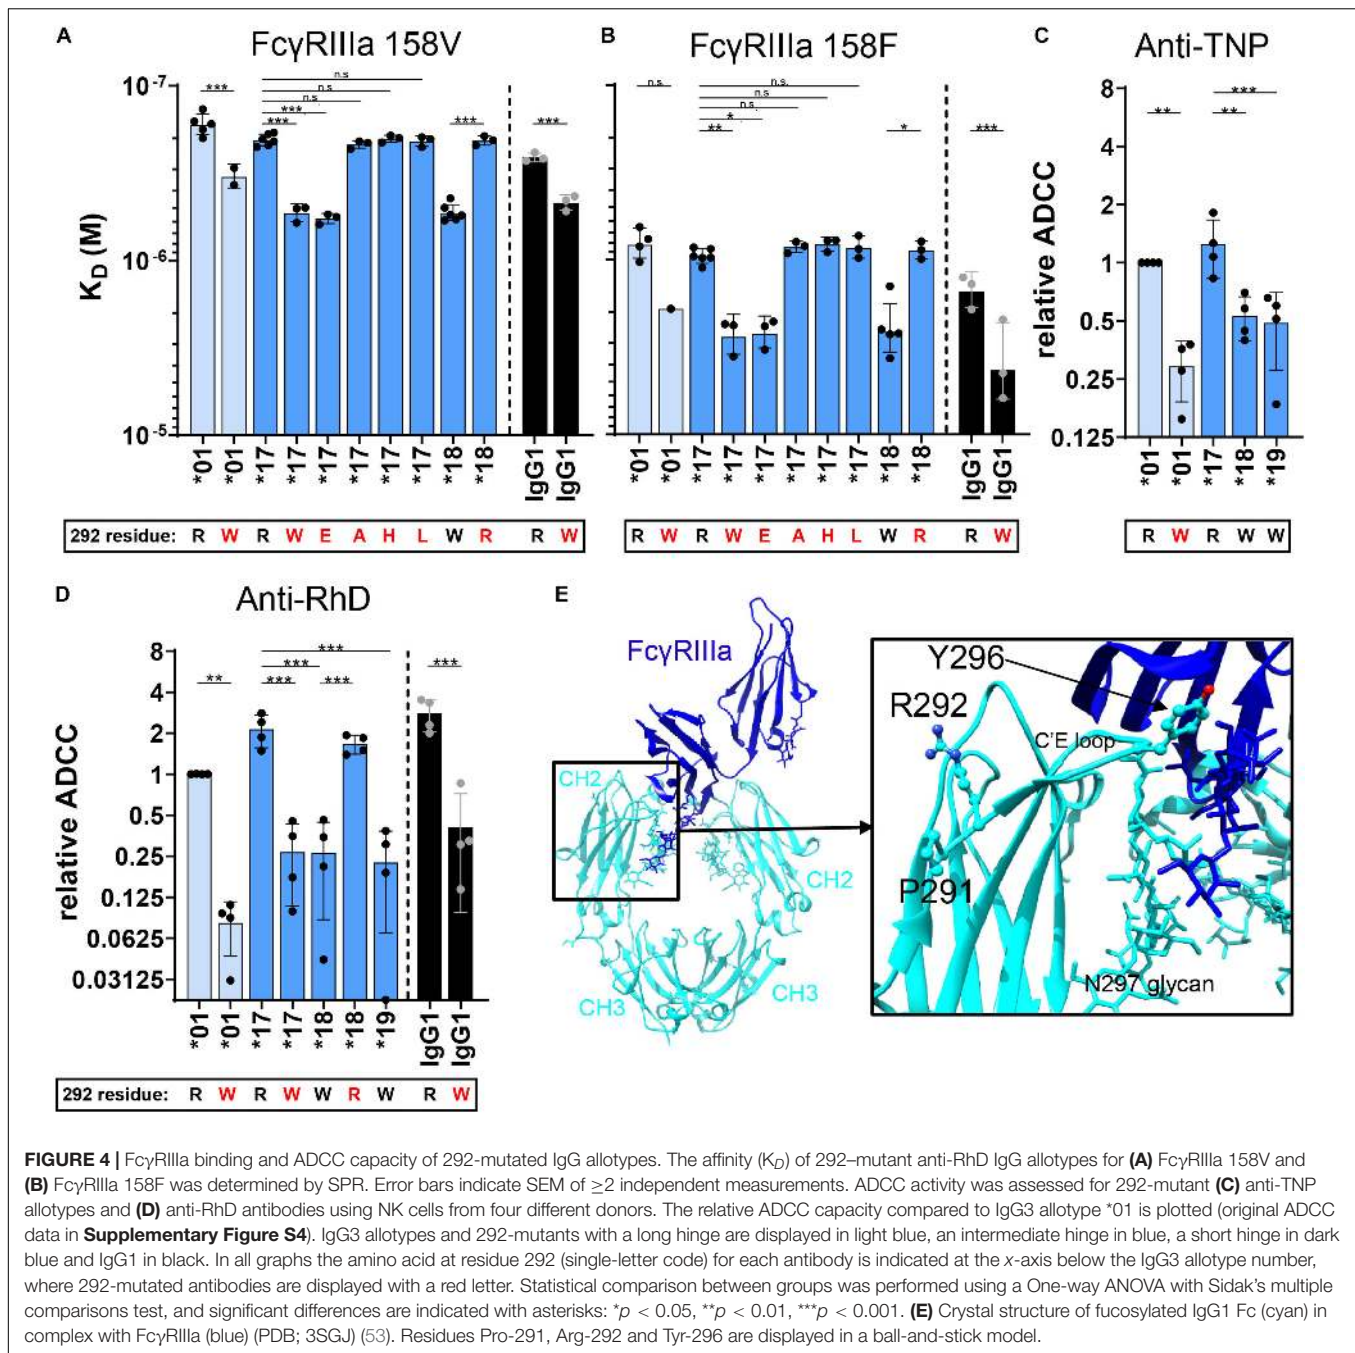 A
FcγRIIIa 158V
K_D (M)
10⁻⁷
10⁻⁶
10⁻⁵
*** n.s n.s n.s *** *** *** ***
*01 *01 *17 *17 *17 *17 *17 *17 *18 *18 IgG1 IgG1
292 residue: R W R W E A H L W R R W
B
FcγRIIIa 158F
n.s n.s n.s n.s * ** * ***
*01 *01 *17 *17 *17 *17 *17 *17 *18 *18 IgG1 IgG1
R W R W E A H L W R R W
C
Anti-TNP
relative ADCC
8
4
2
1
0.5
0.25
0.125
** *** **
*01 *01 *17 *18 *19
R W R W W
D
Anti-RhD
relative ADCC
8
4
2
1
0.5
0.25
0.125
0.0625
0.03125
** *** *** *** *** ***
*01 *01 *17 *17 *18 *18 *19 IgG1 IgG1
292 residue: R W R W W R W R W
E
FcγRIIIa
CH2
CH2
CH3
CH3
Y296
R292
C'E loop
P291
N297 glycan
FIGURE 4 | FcγRIIIa binding and ADCC capacity of 292-mutated IgG allotypes. The affinity (K_D) of 292–mutant anti-RhD IgG allotypes for (A) FcγRIIIa 158V and
(B) FcγRIIIa 158F was determined by SPR. Error bars indicate SEM of ≥2 independent measurements. ADCC activity was assessed for 292-mutant (C) anti-TNP
allotypes and (D) anti-RhD antibodies using NK cells from four different donors. The relative ADCC capacity compared to IgG3 allotype *01 is plotted (original ADCC
data in Supplementary Figure S4). IgG3 allotypes and 292-mutants with a long hinge are displayed in light blue, an intermediate hinge in blue, a short hinge in dark
blue and IgG1 in black. In all graphs the amino acid at residue 292 (single-letter code) for each antibody is indicated at the x-axis below the IgG3 allotype number,
where 292-mutated antibodies are displayed with a red letter. Statistical comparison between groups was performed using a One-way ANOVA with Sidak's multiple
comparisons test, and significant differences are indicated with asterisks: *p < 0.05, **p < 0.01, ***p < 0.001. (E) Crystal structure of fucosylated IgG1 Fc (cyan) in
complex with FcγRIIIa (blue) (PDB; 3SGJ) (53). Residues Pro-291, Arg-292 and Tyr-296 are displayed in a ball-and-stick model.